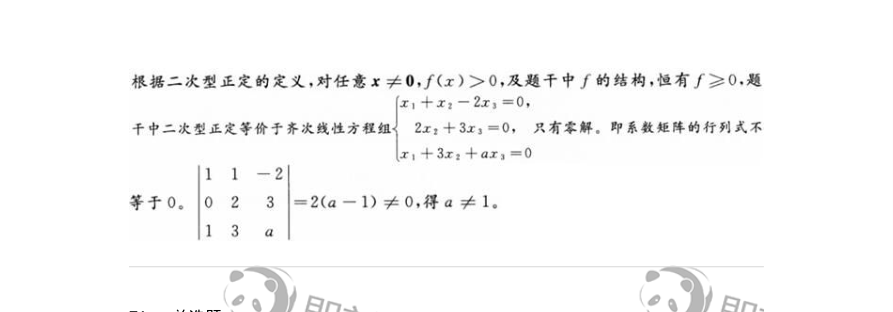 根据二次型正定的定义,对任意x≠0,f(x)>0,及题干中f的结构,恒有f≥0,题
干中二次型正定等价于齐次线性方程组{x₁+x₂-2x₃=0, 2x₂+3x₃=0, x₁+3x₂+ax₃=0 只有零解。即系数矩阵的行列式不
等于0。|1 1 -2| |0 2 3| |1 3 a| =2(a-1)≠0,得a≠1。